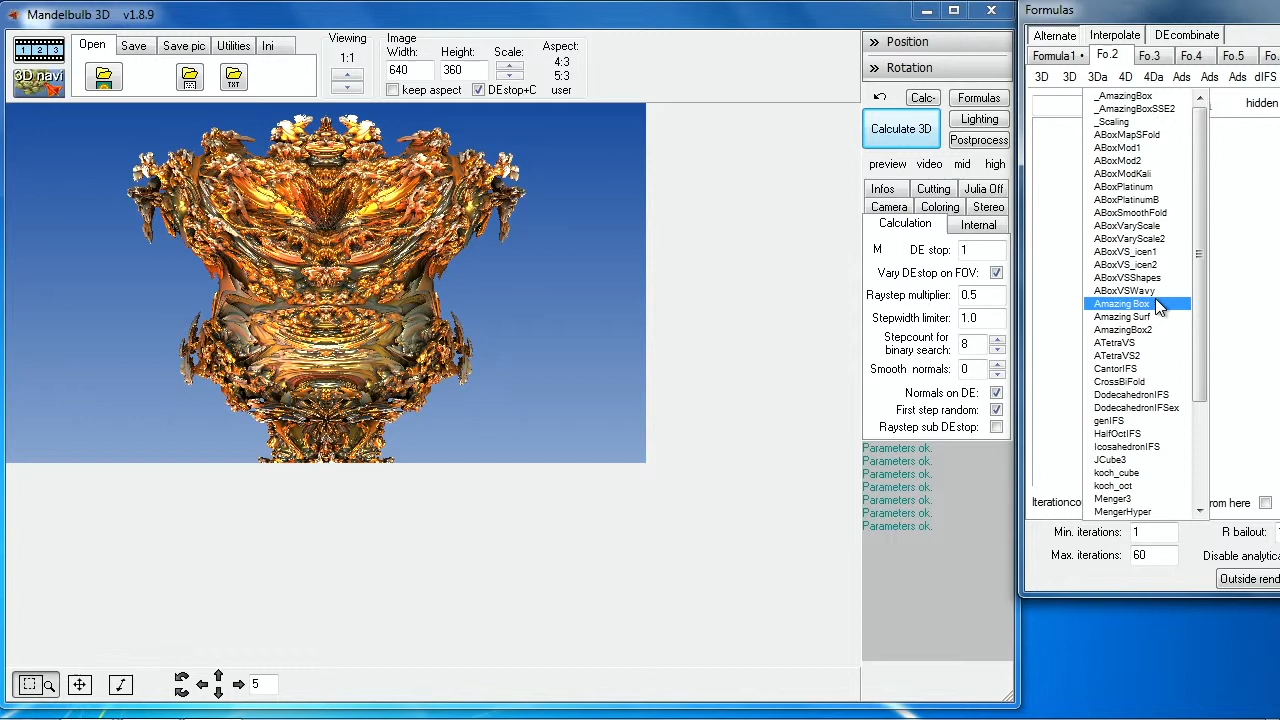 Mandelbulb 3D v1.8.9
Open Save Save pic Utilities Ini
1 2 3
3D navi
TXT
Viewing
1:1
Image
Width: Height: Scale:
640 360
keep aspect DEstop+C
Aspect:
4:3
5:3
user
Position
Rotation
Calc- Formulas
Calculate 3D Lighting
Postprocess
preview video mid high
Infos Cutting Julia Off
Camera Coloring Stereo
Calculation Internal
M DE stop: 1
Vary DEstop on FOV:
Raystep multiplier: 0.5
Stepwidth limiter: 1.0
Stepcount for
binary search: 8
Smooth normals: 0
Normals on DE:
First step random:
Raystep sub DEstop:
Parameters ok.
Parameters ok.
Parameters ok.
Parameters ok.
Parameters ok.
Parameters ok.
Parameters ok.
5
Formulas
Alternate Interpolate DEcombinate
Formula1 • Fo.2 Fo.3 Fo.4 Fo.5 Fo.
3D 3D 3Da 4D 4Da Ads Ads Ads dIFS
hidden
_AmazingBox
_AmazingBoxSSE2
_Scaling
ABoxMapSFold
ABoxMod1
ABoxMod2
ABoxModKali
ABoxPlatinum
ABoxPlatinumB
ABoxSmoothFold
ABoxVaryScale
ABoxVaryScale2
ABoxVS_icen1
ABoxVS_icen2
ABoxVSShapes
ABoxVSWavy
Amazing Box
Amazing Surf
AmazingBox2
ATetraVS
ATetraVS2
CantorIFS
CrossBiFold
DodecahedronIFS
DodecahedronIFSex
genIFS
HalfOctIFS
IcosahedronIFS
JCube3
koch_cube
koch_oct
Menger3
MengerHyper
Iterationco rom here
Min. iterations: 1 R bailout:
Max. iterations: 60 Disable analytica
Outside rend